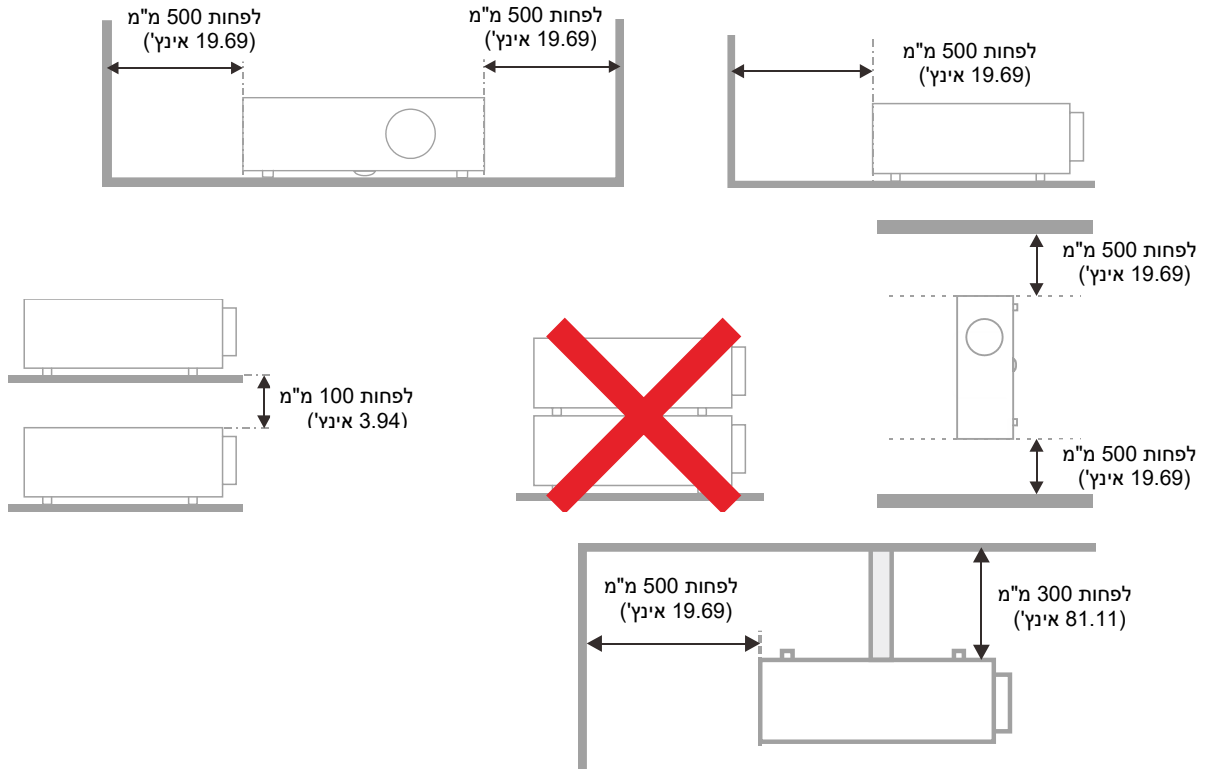 לפחות 500 מ"מ
(19.69 אינץ')
לפחות 500 מ"מ
(19.69 אינץ')
לפחות 500 מ"מ
(19.69 אינץ')
לפחות 500 מ"מ
(19.69 אינץ')
לפחות 100 מ"מ
(3.94 אינץ')
לפחות 500 מ"מ
(19.69 אינץ')
לפחות 500 מ"מ
(19.69 אינץ')
לפחות 300 מ"מ
(81.11 אינץ')